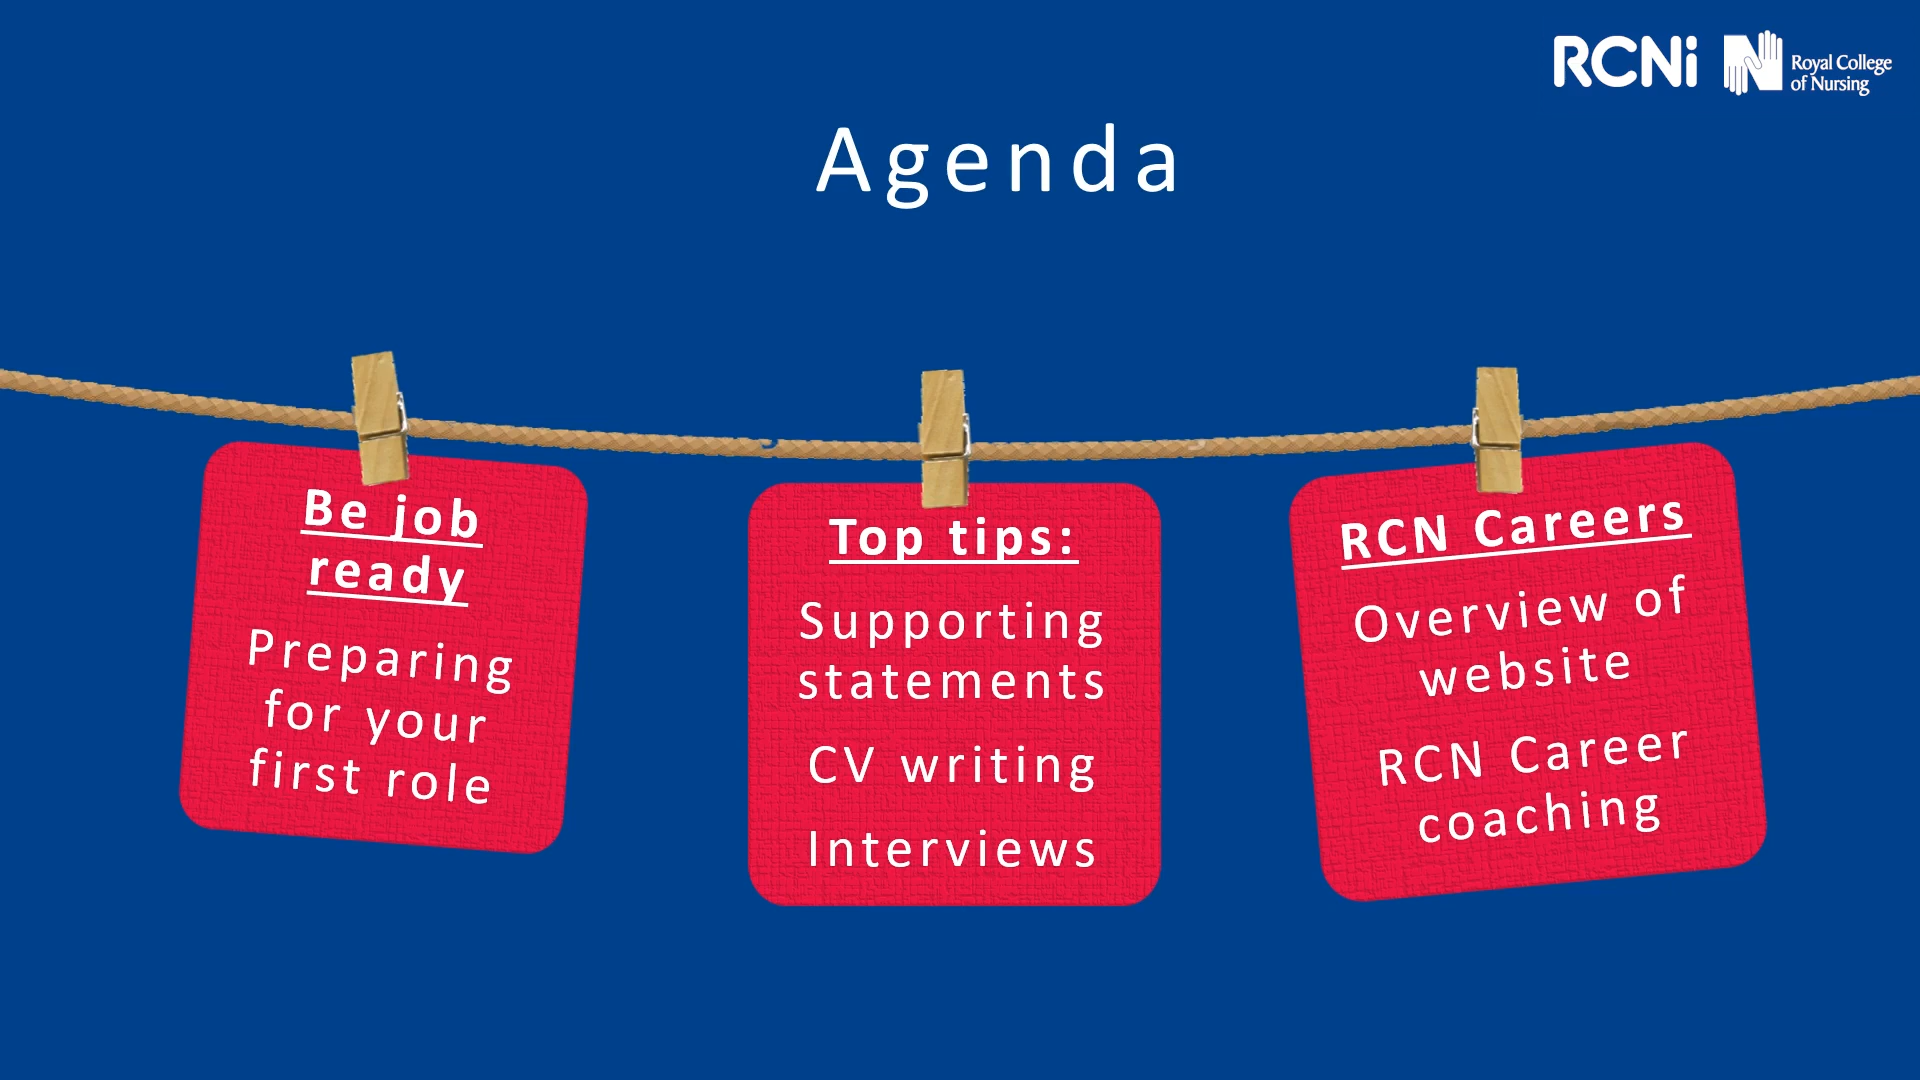 RCNi
Royal College
of Nursing
Agenda
Be job
ready
Preparing
for your
first role
Top tips:
Supporting
statements
CV writing
Interviews
RCN Careers
Overview of
website
RCN Career
coaching